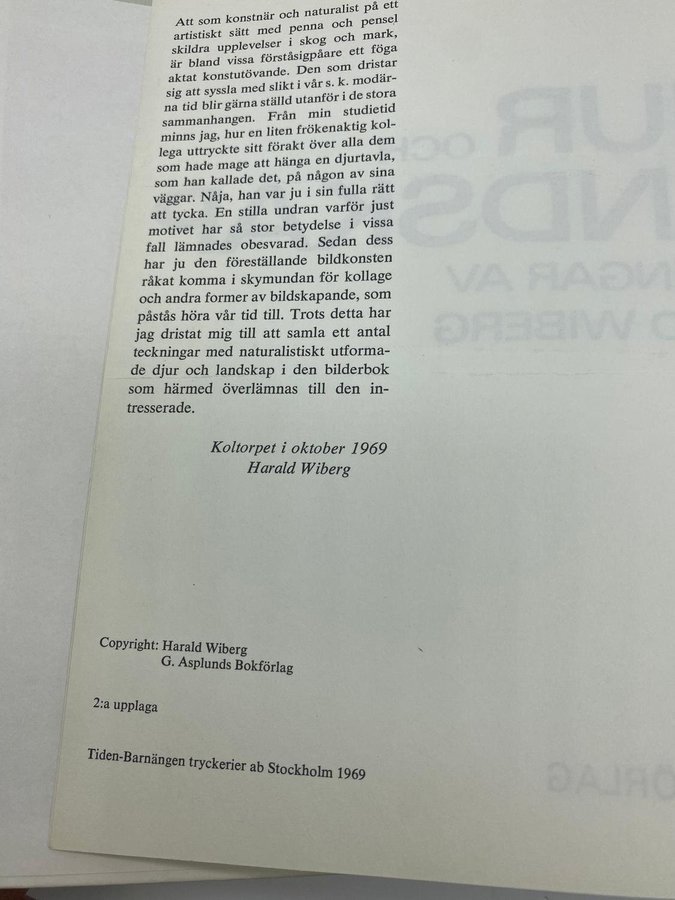 Att som konstnär och naturalist på ett
artistiskt sätt med penna och pensel
skildra upplevelser i skog och mark,
är bland vissa förståsigpåare ett föga
aktat konstutövande. Den som dristar
sig att syssla med slikt i vår s. k. modär-
na tid blir gärna ställd utanför i de stora
sammanhangen. Från min studietid
minns jag, hur en liten frökenaktig kol-
lega uttryckte sitt förakt över alla dem
som hade mage att hänga en djurtavla,
som han kallade det, på någon av sina
väggar. Nåja, han var ju i sin fulla rätt
att tycka. En stilla undran varför just
motivet har så stor betydelse i vissa
fall lämnades obesvarad. Sedan dess
har ju den föreställande bildkonsten
råkat komma i skymundan för kollage
och andra former av bildskapande, som
påstås höra vår tid till. Trots detta har
jag dristat mig till att samla ett antal
teckningar med naturalistiskt utforma-
de djur och landskap i den bilderbok
som härmed överlämnas till den in-
tresserade.
Koltorpet i oktober 1969
Harald Wiberg
Copyright: Harald Wiberg
G. Asplunds Bokförlag
2:a upplaga
Tiden-Barnängen tryckerier ab Stockholm 1969
UR OCH
NDS
NGAR AV
D WIBERG
ÖRLAG